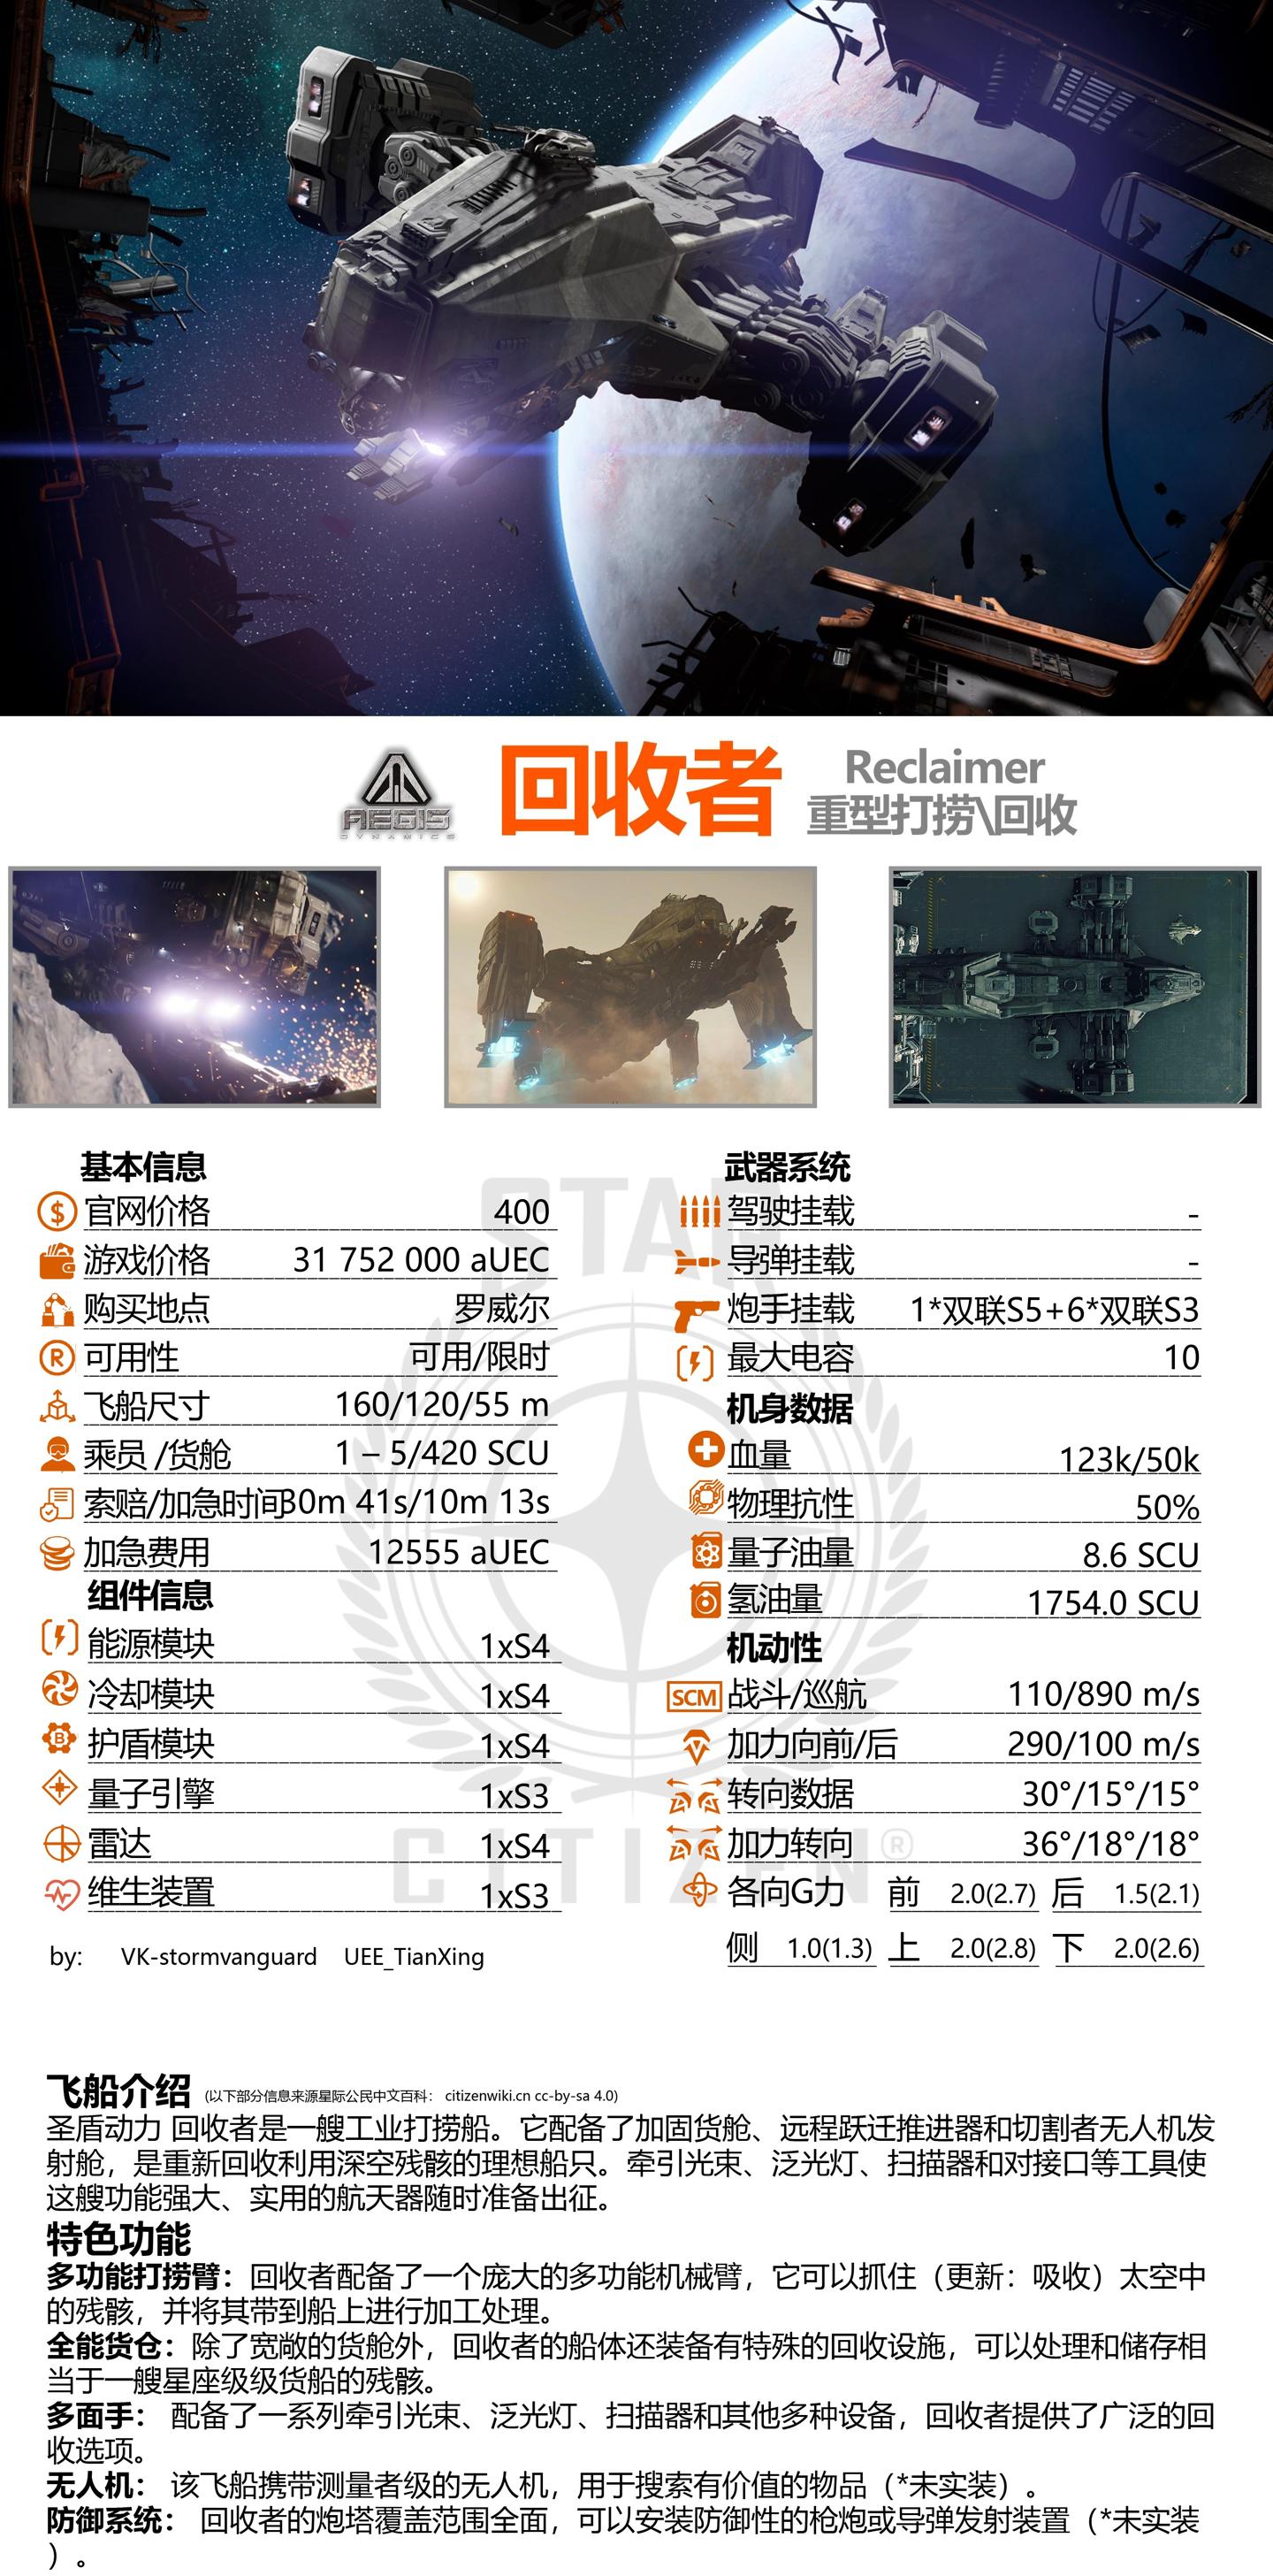 AEGIS
DYNAMICS
回收者
Reclaimer
重型打捞\回收
基本信息
官网价格 400
游戏价格 31 752 000 aUEC
购买地点 罗威尔
可用性 可用/限时
飞船尺寸 160/120/55 m
乘员 /货舱 1 – 5/420 SCU
索赔/加急时间 30m 41s/10m 13s
加急费用 12555 aUEC
组件信息
能源模块 1xS4
冷却模块 1xS4
护盾模块 1xS4
量子引擎 1xS3
雷达 1xS4
维生装置 1xS3
by: VK-stormvanguard UEE_TianXing
武器系统
驾驶挂载 -
导弹挂载 -
炮手挂载 1*双联S5+6*双联S3
最大电容 10
机身数据
血量 123k/50k
物理抗性 50%
量子油量 8.6 SCU
氢油量 1754.0 SCU
机动性
SCM 战斗/巡航 110/890 m/s
加力向前/后 290/100 m/s
转向数据 30°/15°/15°
加力转向 36°/18°/18°
各向G力 前 2.0(2.7) 后 1.5(2.1)
侧 1.0(1.3) 上 2.0(2.8) 下 2.0(2.6)
STAR
CITIZEN®
飞船介绍 (以下部分信息来源星际公民中文百科： citizenwiki.cn cc-by-sa 4.0)
圣盾动力 回收者是一艘工业打捞船。它配备了加固货舱、远程跃迁推进器和切割者无人机发
射舱，是重新回收利用深空残骸的理想船只。牵引光束、泛光灯、扫描器和对接口等工具使
这艘功能强大、实用的航天器随时准备出征。
特色功能
多功能打捞臂：回收者配备了一个庞大的多功能机械臂，它可以抓住（更新：吸收）太空中
的残骸，并将其带到船上进行加工处理。
全能货仓：除了宽敞的货舱外，回收者的船体还装备有特殊的回收设施，可以处理和储存相
当于一艘星座级级货船的残骸。
多面手： 配备了一系列牵引光束、泛光灯、扫描器和其他多种设备，回收者提供了广泛的回
收选项。
无人机： 该飞船携带测量者级的无人机，用于搜索有价值的物品（*未实装）。
防御系统： 回收者的炮塔覆盖范围全面，可以安装防御性的枪炮或导弹发射装置（*未实装
）。